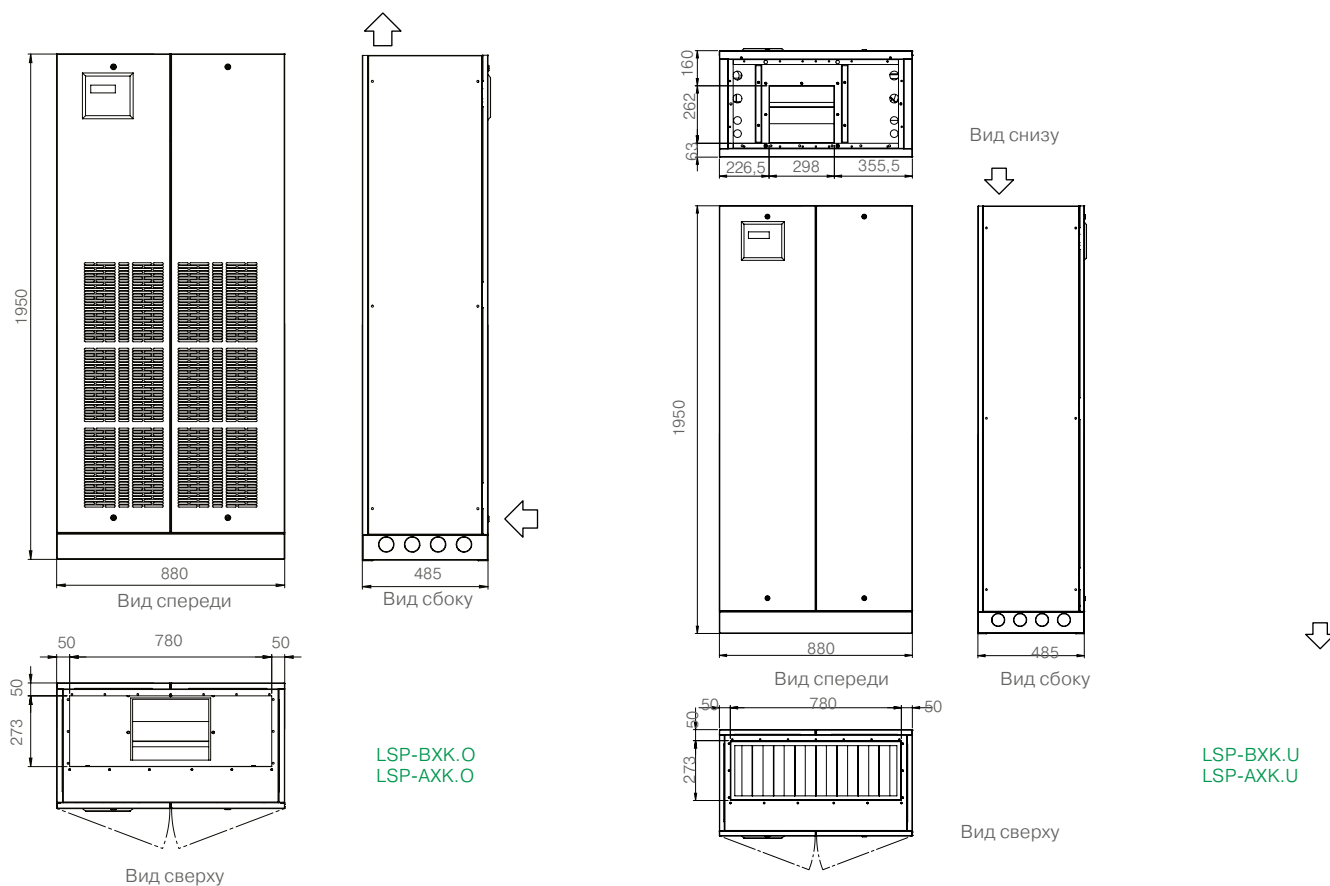 1950
880
Вид спереди
485
Вид сбоку
50
780
50
50
273
LSP-BXK.O
LSP-AXK.O
Вид сверху
160
262
63
226,5
298
355,5
Вид снизу
1950
880
Вид спереди
485
Вид сбоку
50
780
50
50
273
LSP-BXK.U
LSP-AXK.U
Вид сверху